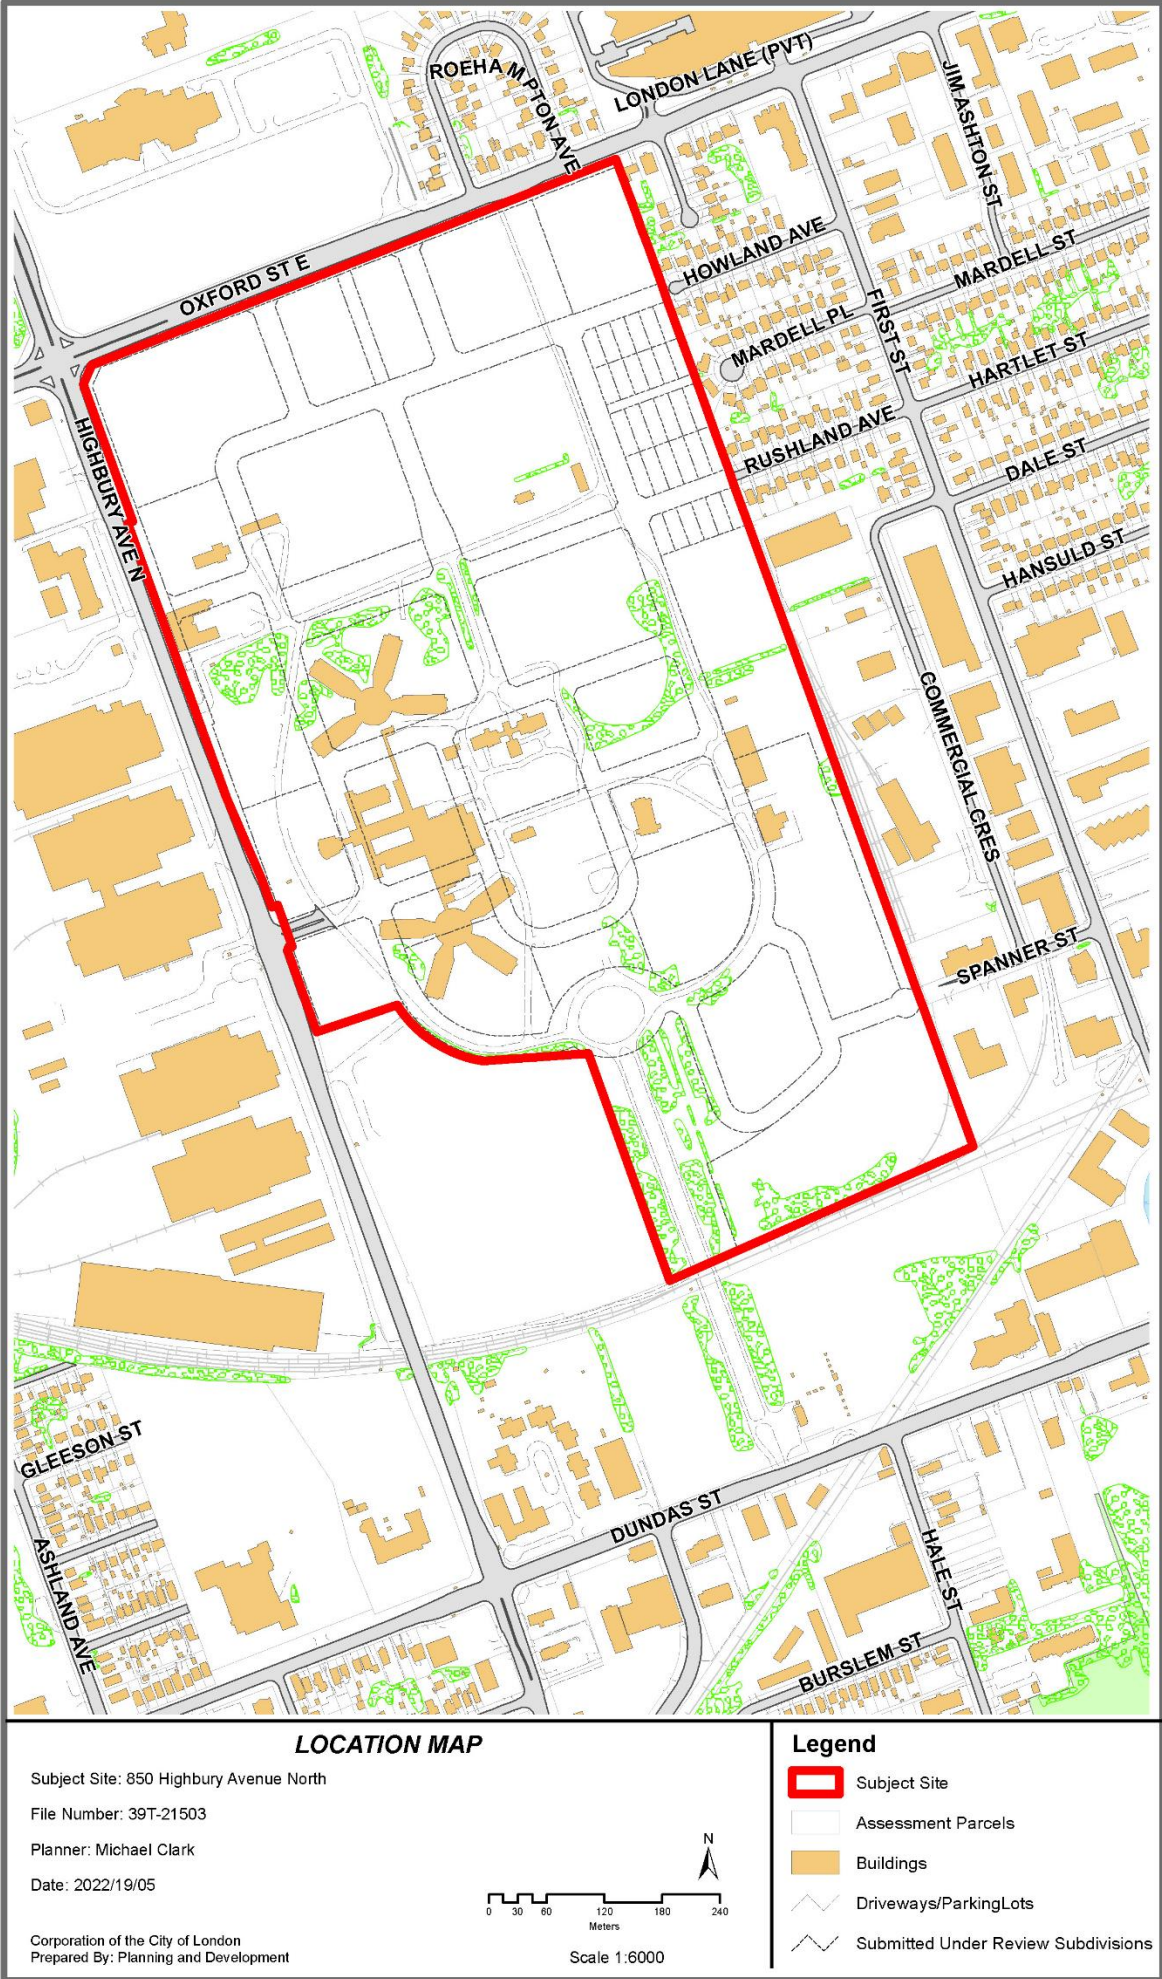 ROEHAMPTON AVE
LONDON LANE (PVT)
JIM ASHTON ST
OXFORD ST E
HOWLAND AVE
MARDELL ST
MARDELL PL
FIRST ST
HARTLET ST
HIGHBURY AVE N
RUSHLAND AVE
DALE ST
HANSULD ST
COMMERCIAL CRES
SPANNER ST
GLEESON ST
DUNDAS ST
ASHLAND AVE
HALE ST
BURSLEM ST
LOCATION MAP
Subject Site: 850 Highbury Avenue North
File Number: 39T-21503
Planner: Michael Clark
Date: 2022/19/05
Corporation of the City of London
Prepared By: Planning and Development
N
0 30 60 120 180 240
Meters
Scale 1:6000
Legend
Subject Site
Assessment Parcels
Buildings
Driveways/ParkingLots
Submitted Under Review Subdivisions